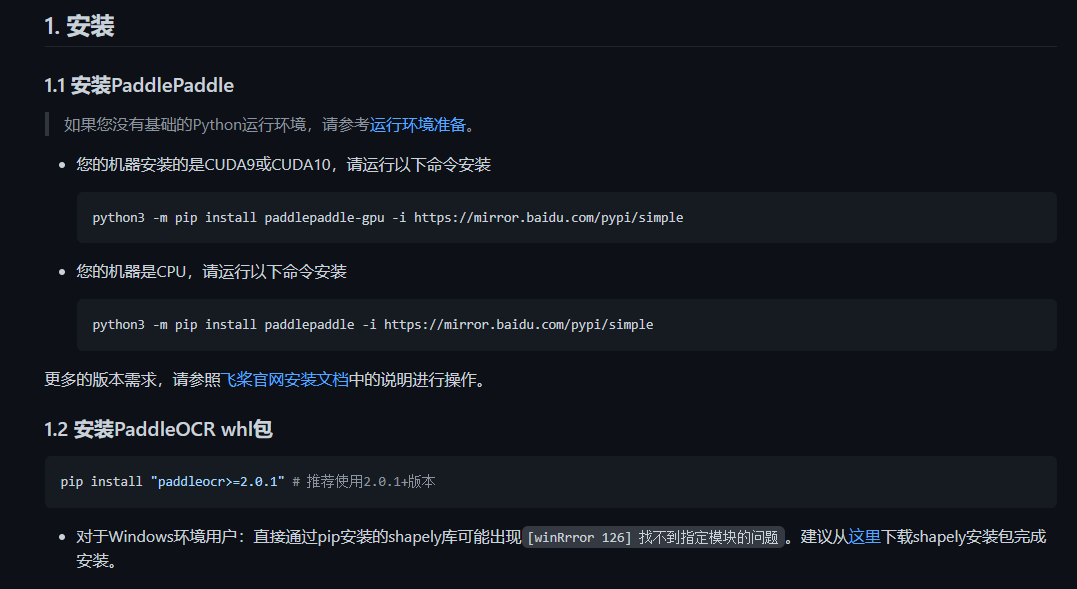 1. 安装
1.1 安装PaddlePaddle
如果您没有基础的Python运行环境，请参考运行环境准备。
您的机器安装的是CUDA9或CUDA10，请运行以下命令安装
python3 -m pip install paddlepaddle-gpu -i https://mirror.baidu.com/pypi/simple
您的机器是CPU，请运行以下命令安装
python3 -m pip install paddlepaddle -i https://mirror.baidu.com/pypi/simple
更多的版本需求，请参照飞桨官网安装文档中的说明进行操作。
1.2 安装PaddleOCR whl包
pip install "paddleocr>=2.0.1" # 推荐使用2.0.1+版本
对于Windows环境用户：直接通过pip安装的shapely库可能出现[winRrror 126] 找不到指定模块的问题。建议从这里下载shapely安装包完成
安装。